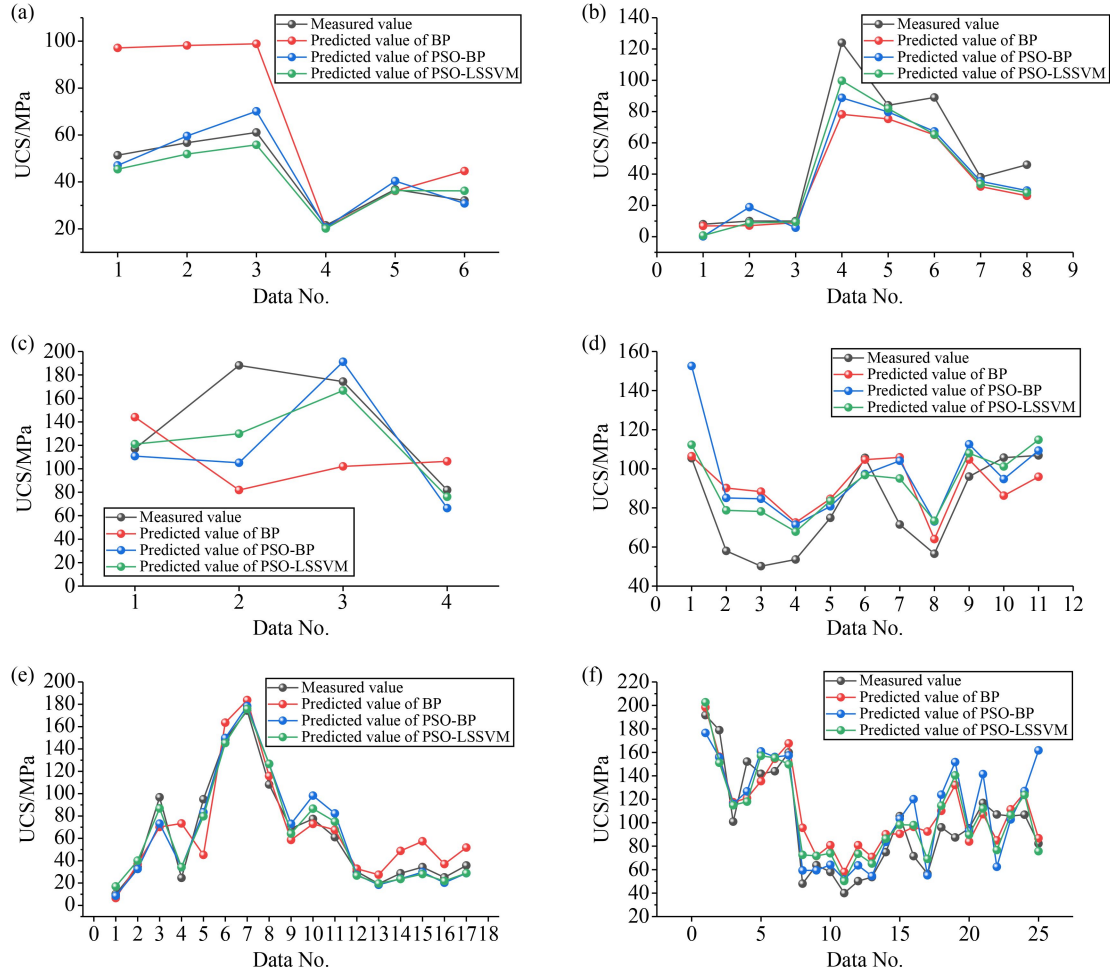 (a)
Measured value
Predicted value of BP
Predicted value of PSO-BP
Predicted value of PSO-LSSVM
UCS/MPa
100
80
60
40
20
1 2 3 4 5 6
Data No.
(b)
Measured value
Predicted value of BP
Predicted value of PSO-BP
Predicted value of PSO-LSSVM
UCS/MPa
140
120
100
80
60
40
20
0
0 1 2 3 4 5 6 7 8 9
Data No.
(c)
UCS/MPa
200
180
160
140
120
100
80
60
40
20
0
Measured value
Predicted value of BP
Predicted value of PSO-BP
Predicted value of PSO-LSSVM
1 2 3 4
Data No.
(d)
Measured value
Predicted value of BP
Predicted value of PSO-BP
Predicted value of PSO-LSSVM
UCS/MPa
160
140
120
100
80
60
40
0 1 2 3 4 5 6 7 8 9 10 11 12
Data No.
(e)
Measured value
Predicted value of BP
Predicted value of PSO-BP
Predicted value of PSO-LSSVM
UCS/MPa
200
180
160
140
120
100
80
60
40
20
0
0 1 2 3 4 5 6 7 8 9 10 11 12 13 14 15 16 17 18
Data No.
(f)
Measured value
Predicted value of BP
Predicted value of PSO-BP
Predicted value of PSO-LSSVM
UCS/MPa
220
200
180
160
140
120
100
80
60
40
20
0 5 10 15 20 25
Data No.